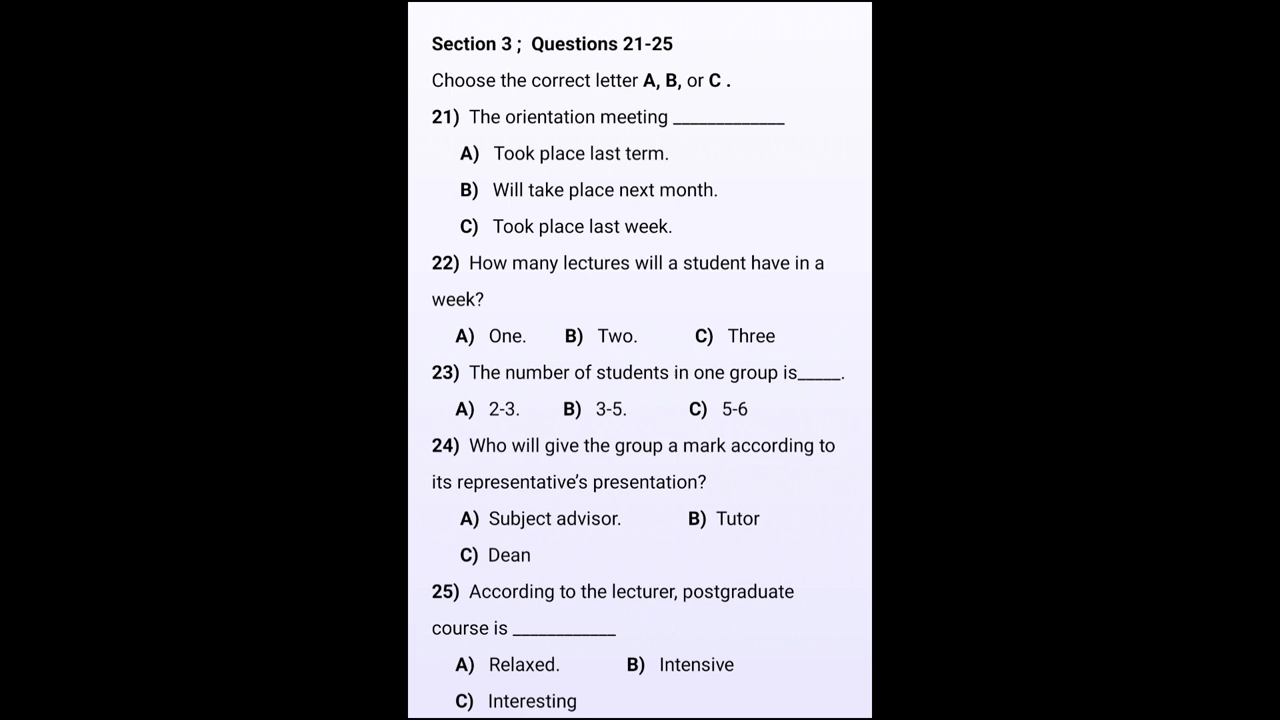 Section 3 ; Questions 21-25
Choose the correct letter A, B, or C .
21) The orientation meeting _____________
A) Took place last term.
B) Will take place next month.
C) Took place last week.
22) How many lectures will a student have in a
week?
A) One. B) Two. C) Three
23) The number of students in one group is_____.
A) 2-3. B) 3-5. C) 5-6
24) Who will give the group a mark according to
its representative’s presentation?
A) Subject advisor. B) Tutor
C) Dean
25) According to the lecturer, postgraduate
course is ____________
A) Relaxed. B) Intensive
C) Interesting